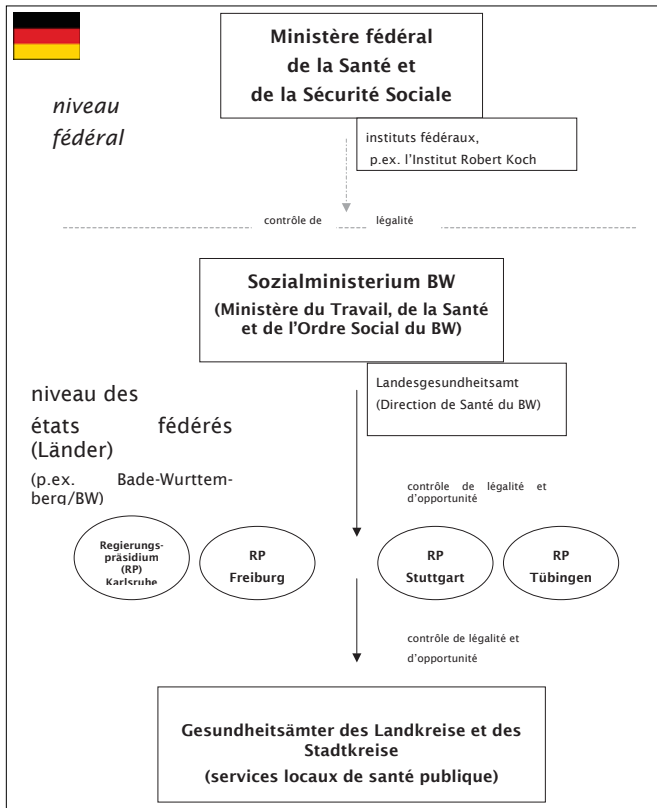 Ministère fédéral
de la Santé et
de la Sécurité Sociale
niveau
fédéral
instituts fédéraux,
p.ex. l'Institut Robert Koch
contrôle de légalité
Sozialministerium BW
(Ministère du Travail, de la Santé
et de l'Ordre Social du BW)
Landesgesundheitsamt
(Direction de Santé du BW)
niveau des
états fédérés
(Länder)
(p.ex. Bade-Wurttem-
berg/BW)
contrôle de légalité et
d'opportunité
Regierungs-
präsidium
(RP)
Karlsruhe
RP
Freiburg
RP
Stuttgart
RP
Tübingen
contrôle de légalité et
d'opportunité
Gesundheitsämter des Landkreise et des
Stadtkreise
(services locaux de santé publique)